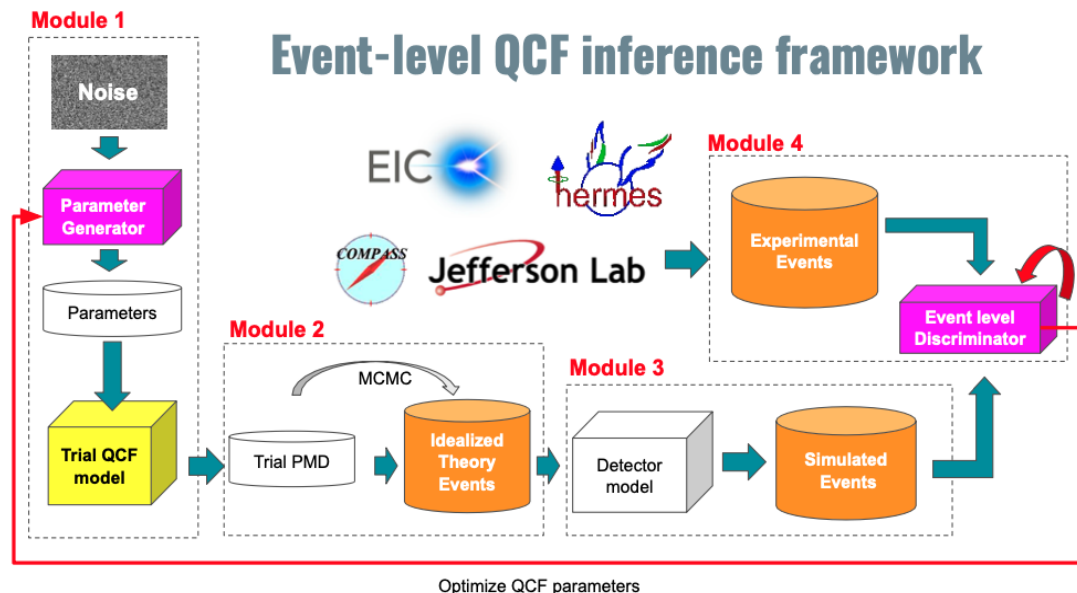 Module 1
Event-level QCF inference framework
Noise
Parameter
Generator
Parameters
Trial QCF
model
EIC
hermes
COMPASS
Jefferson Lab
Module 2
MCMC
Trial PMD
Idealized
Theory
Events
Module 3
Detector
model
Simulated
Events
Module 4
Experimental
Events
Event level
Discriminator
Optimize QCF parameters